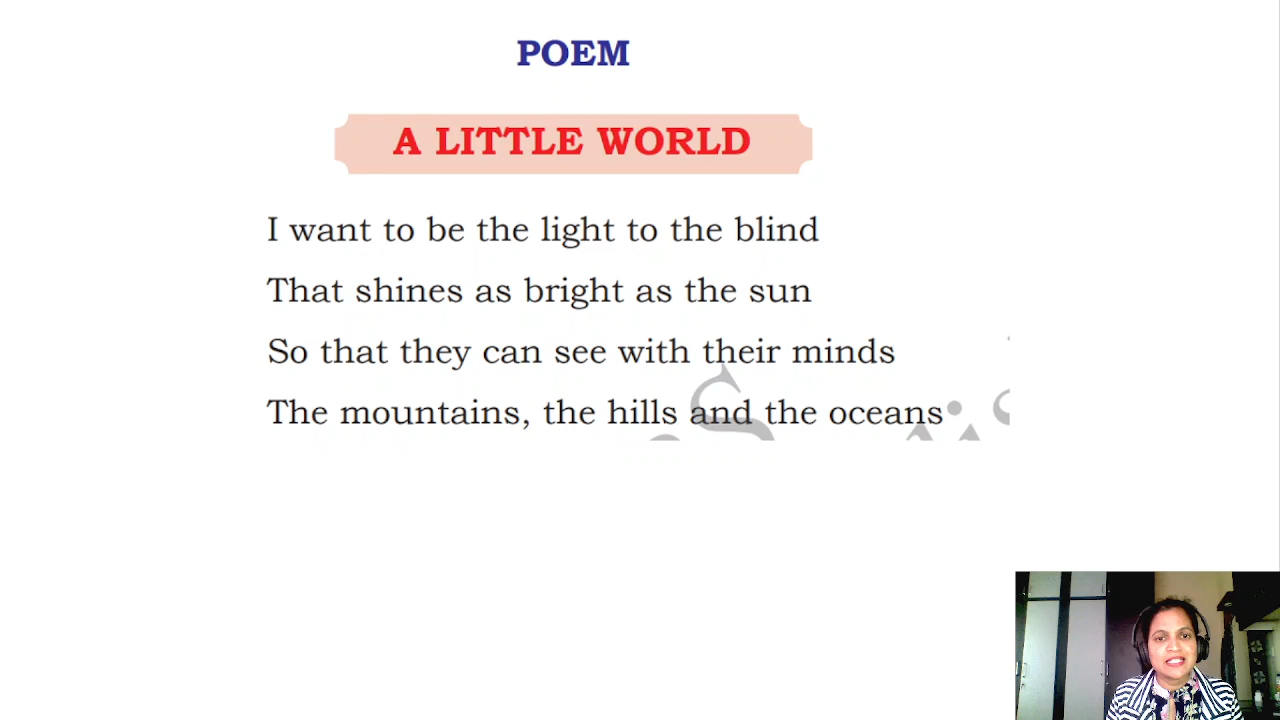 POEM
A LITTLE WORLD
I want to be the light to the blind
That shines as bright as the sun
So that they can see with their minds
The mountains, the hills and the oceans